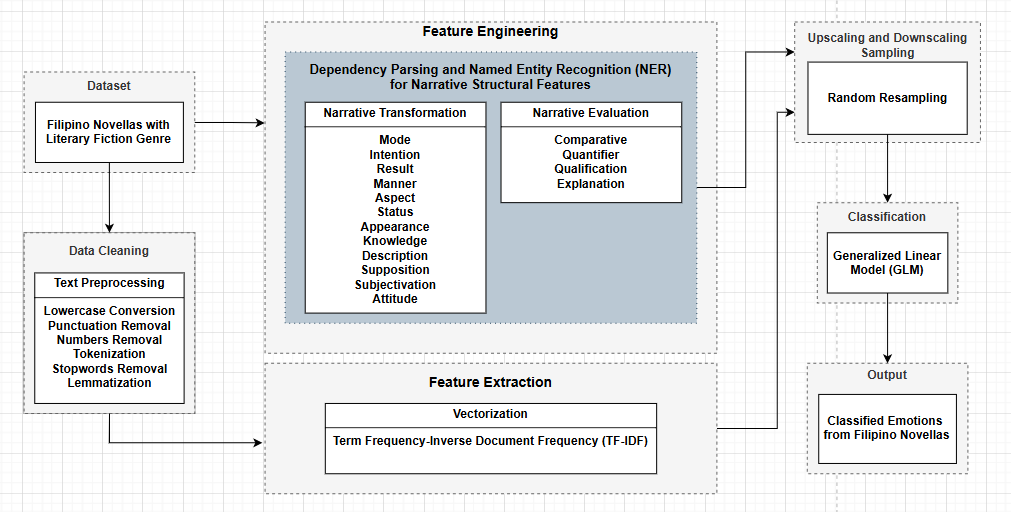 Dataset
Filipino Novellas with
Literary Fiction Genre
Data Cleaning
Text Preprocessing
Lowercase Conversion
Punctuation Removal
Numbers Removal
Tokenization
Stopwords Removal
Lemmatization
Feature Engineering
Dependency Parsing and Named Entity Recognition (NER)
for Narrative Structural Features
Narrative Transformation
Mode
Intention
Result
Manner
Aspect
Status
Appearance
Knowledge
Description
Supposition
Subjectivation
Attitude
Narrative Evaluation
Comparative
Quantifier
Qualification
Explanation
Feature Extraction
Vectorization
Term Frequency-Inverse Document Frequency (TF-IDF)
Upscaling and Downscaling
Sampling
Random Resampling
Classification
Generalized Linear
Model (GLM)
Output
Classified Emotions
from Filipino Novellas